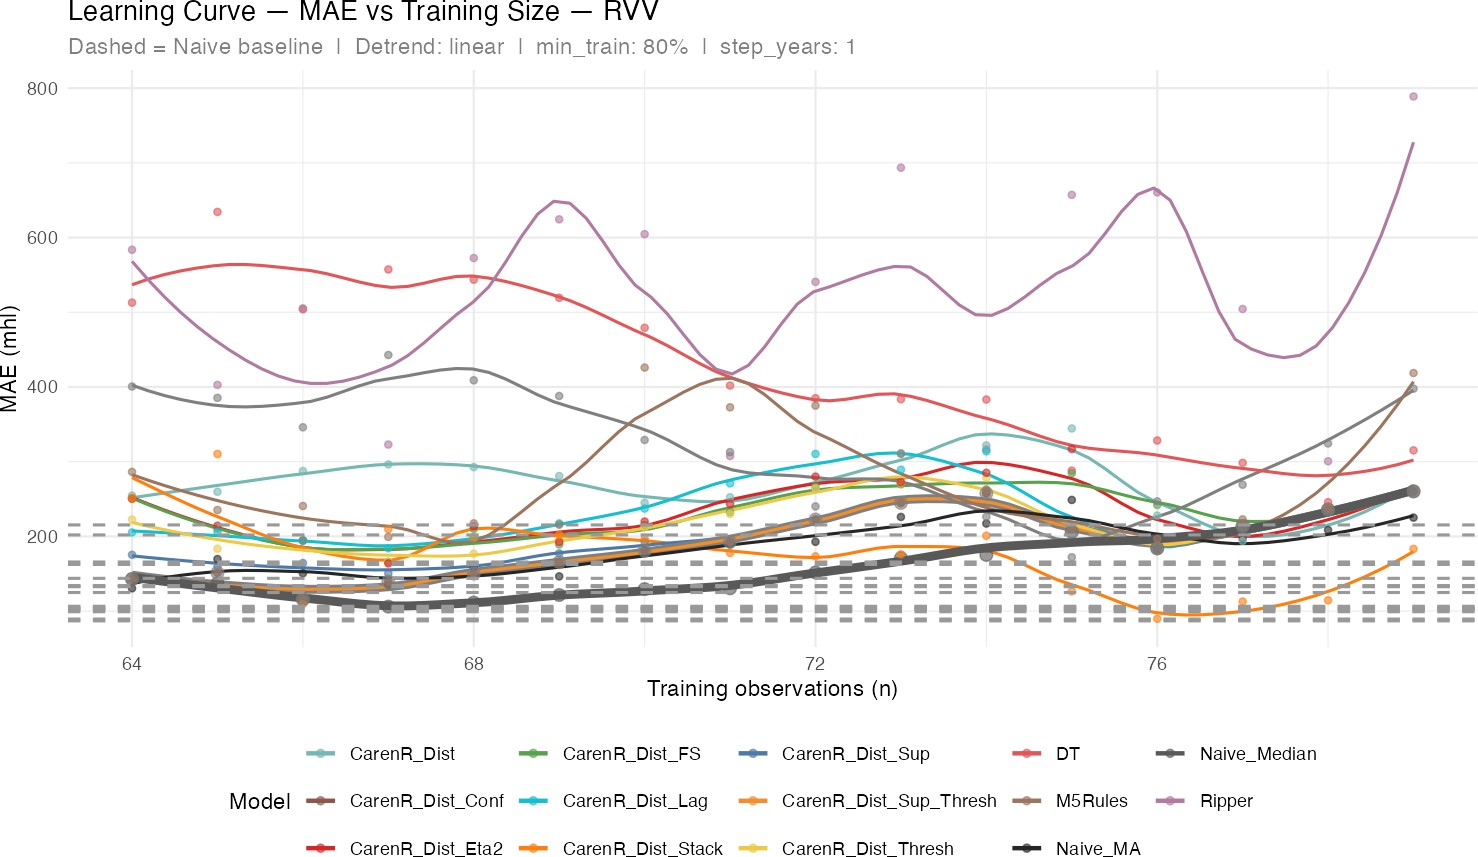 Learning Curve — MAE vs Training Size — RVV
Dashed = Naive baseline | Detrend: linear | min_train: 80% | step_years: 1
MAE (mhl)
800
600
400
200
64
68
72
76
Training observations (n)
Model
CarenR_Dist
CarenR_Dist_FS
CarenR_Dist_Sup
DT
Naive_Median
CarenR_Dist_Conf
CarenR_Dist_Lag
CarenR_Dist_Sup_Thresh
M5Rules
Ripper
CarenR_Dist_Eta2
CarenR_Dist_Stack
CarenR_Dist_Thresh
Naive_MA